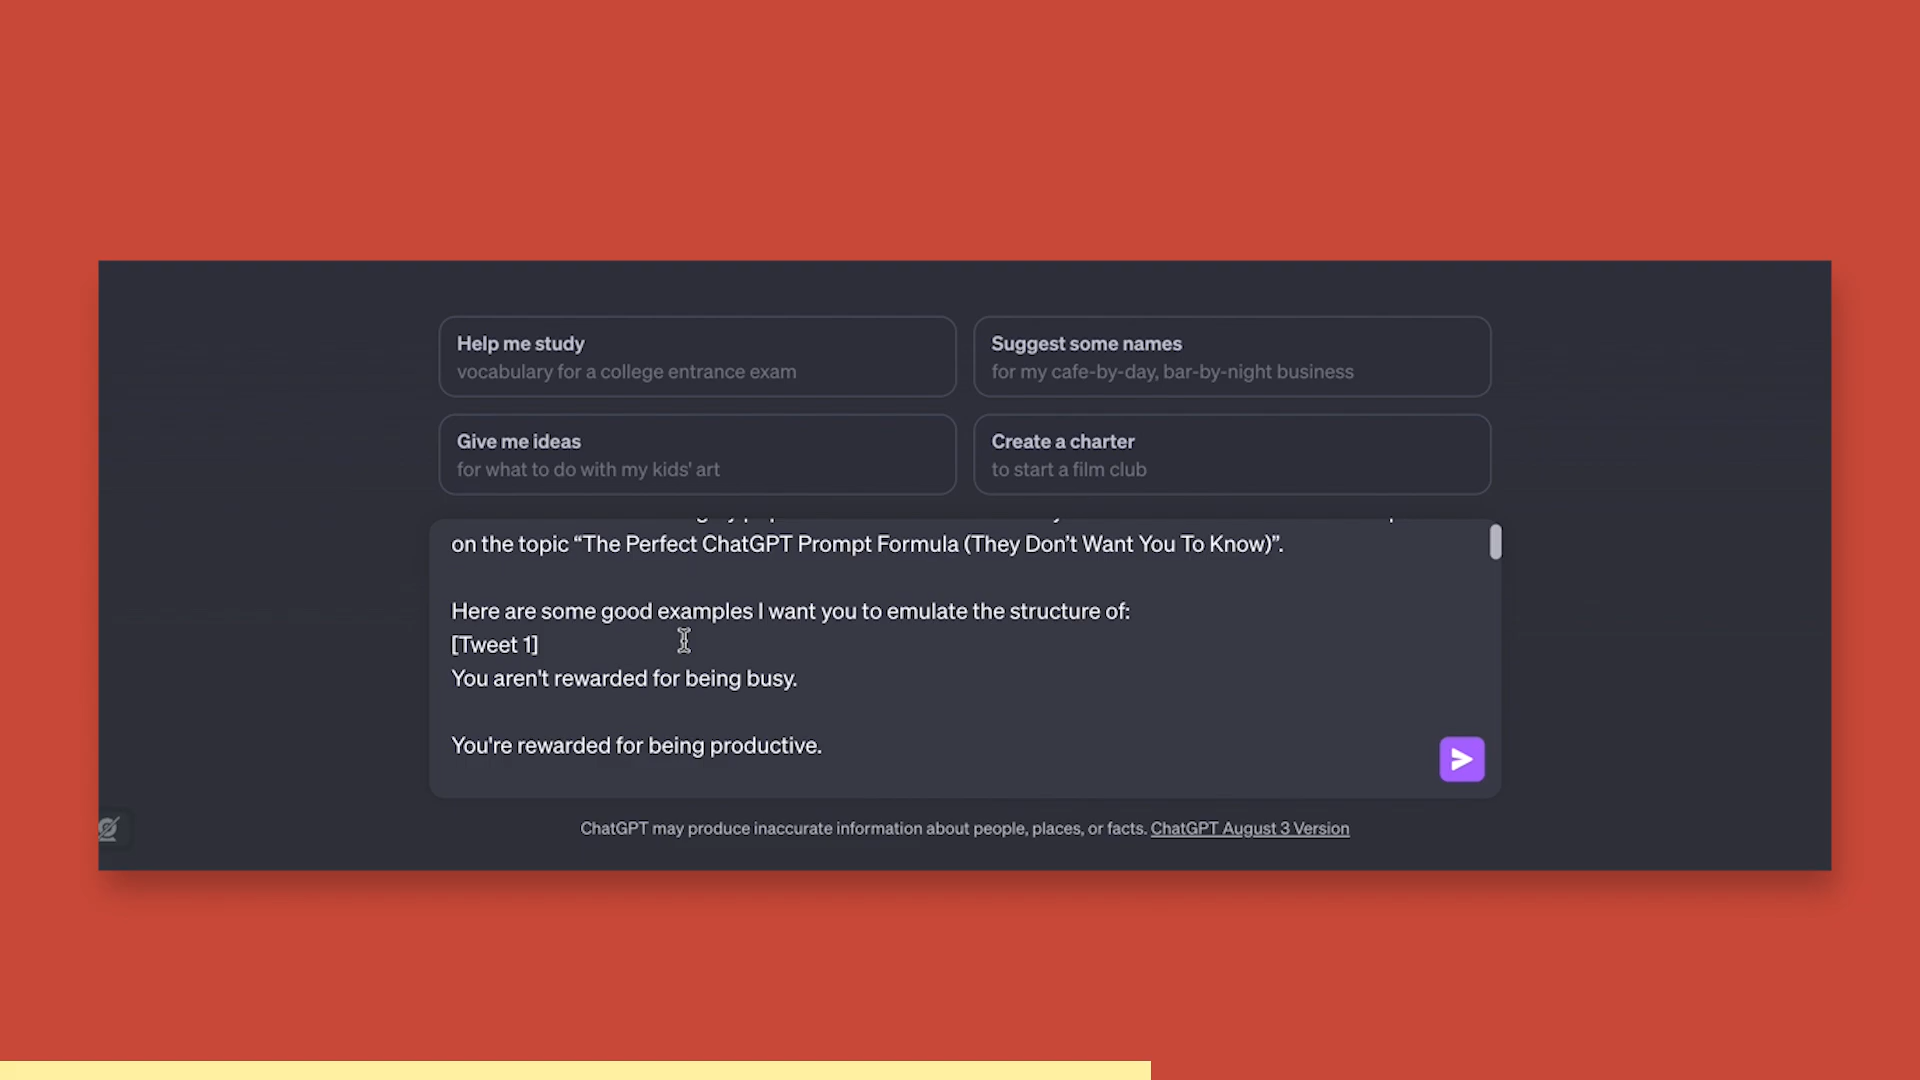 Help me study
vocabulary for a college entrance exam
Suggest some names
for my cafe-by-day, bar-by-night business
Give me ideas
for what to do with my kids' art
Create a charter
to start a film club
on the topic “The Perfect ChatGPT Prompt Formula (They Don’t Want You To Know)”.
Here are some good examples I want you to emulate the structure of:
[Tweet 1]
You aren't rewarded for being busy.
You're rewarded for being productive.
ChatGPT may produce inaccurate information about people, places, or facts. ChatGPT August 3 Version